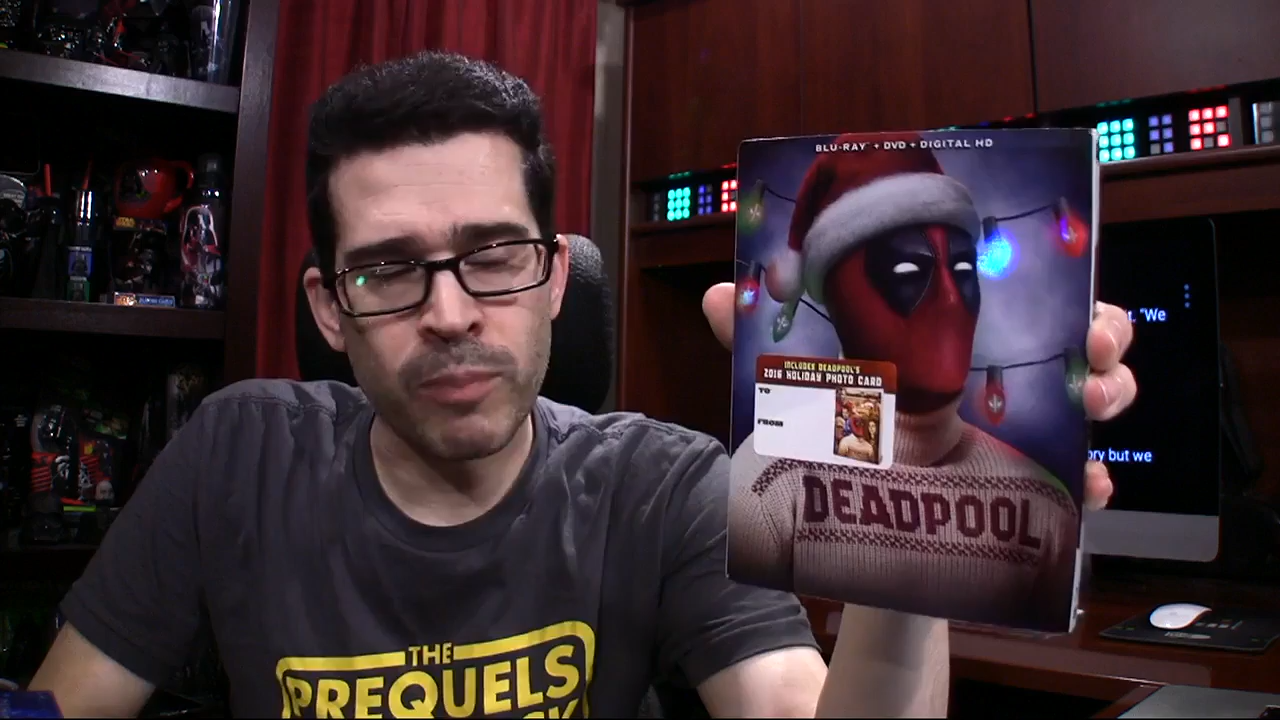 BLU-RAY + DVD + DIGITAL HD
INCLUDES DEADPOOL'S
2016 HOLIDAY PHOTO CARD
TO
FROM
DEADPOOL
THE
PREQUELS
t. "We
ory but we